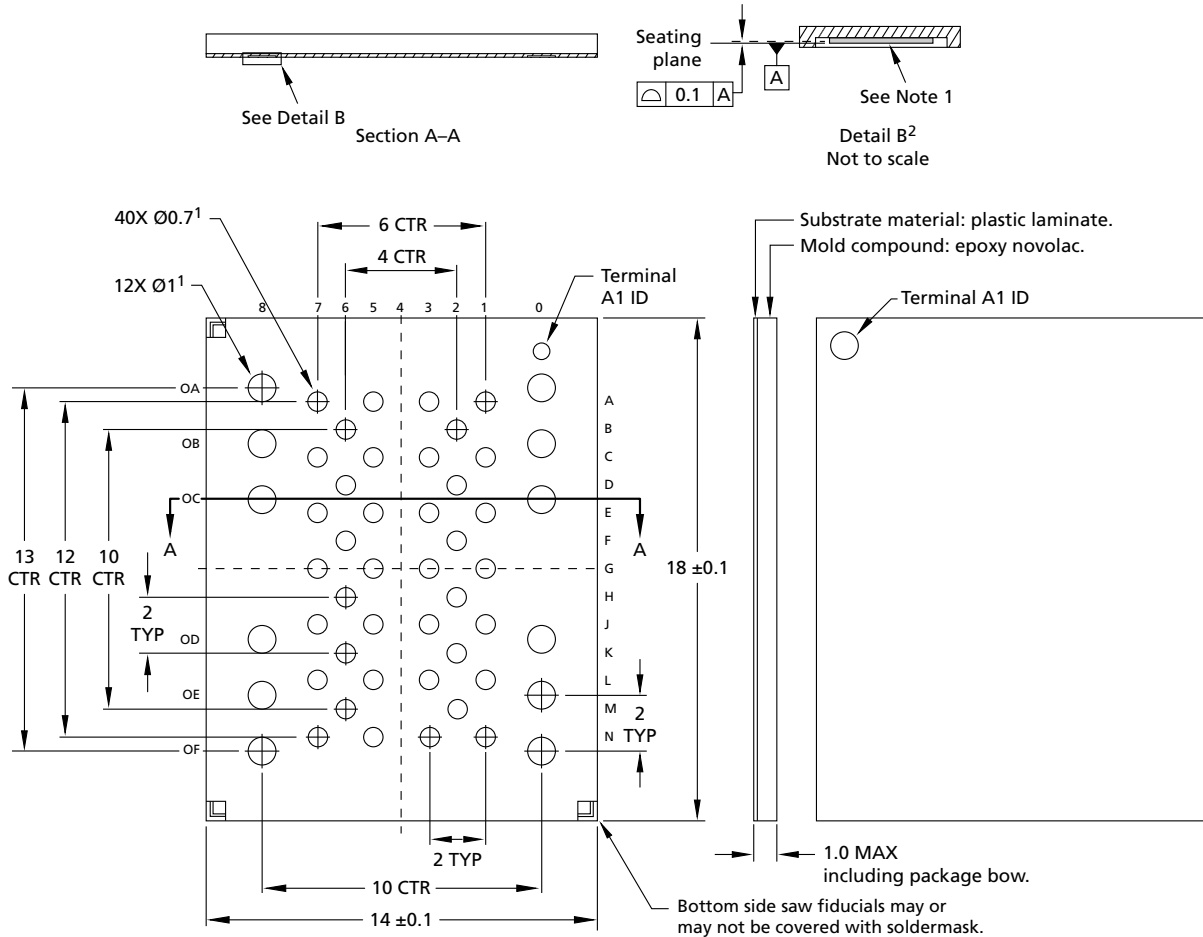 Seating
plane
0.1 A
A
See Note 1
See Detail B
Section A–A
Detail B2
Not to scale
40X Ø0.7¹
12X Ø1¹
6 CTR
4 CTR
Terminal
A1 ID
Substrate material: plastic laminate.
Mold compound: epoxy novolac.
Terminal A1 ID
8 7 6 5 4 3 2 1 0
OA
OB
OC
OD
OE
OF
A
B
C
D
E
F
G
H
J
K
L
M
N
A
A
13
CTR
12
CTR
10
CTR
2
TYP
18 ±0.1
2
TYP
2 TYP
10 CTR
14 ±0.1
1.0 MAX
including package bow.
Bottom side saw fiducials may or
may not be covered with soldermask.